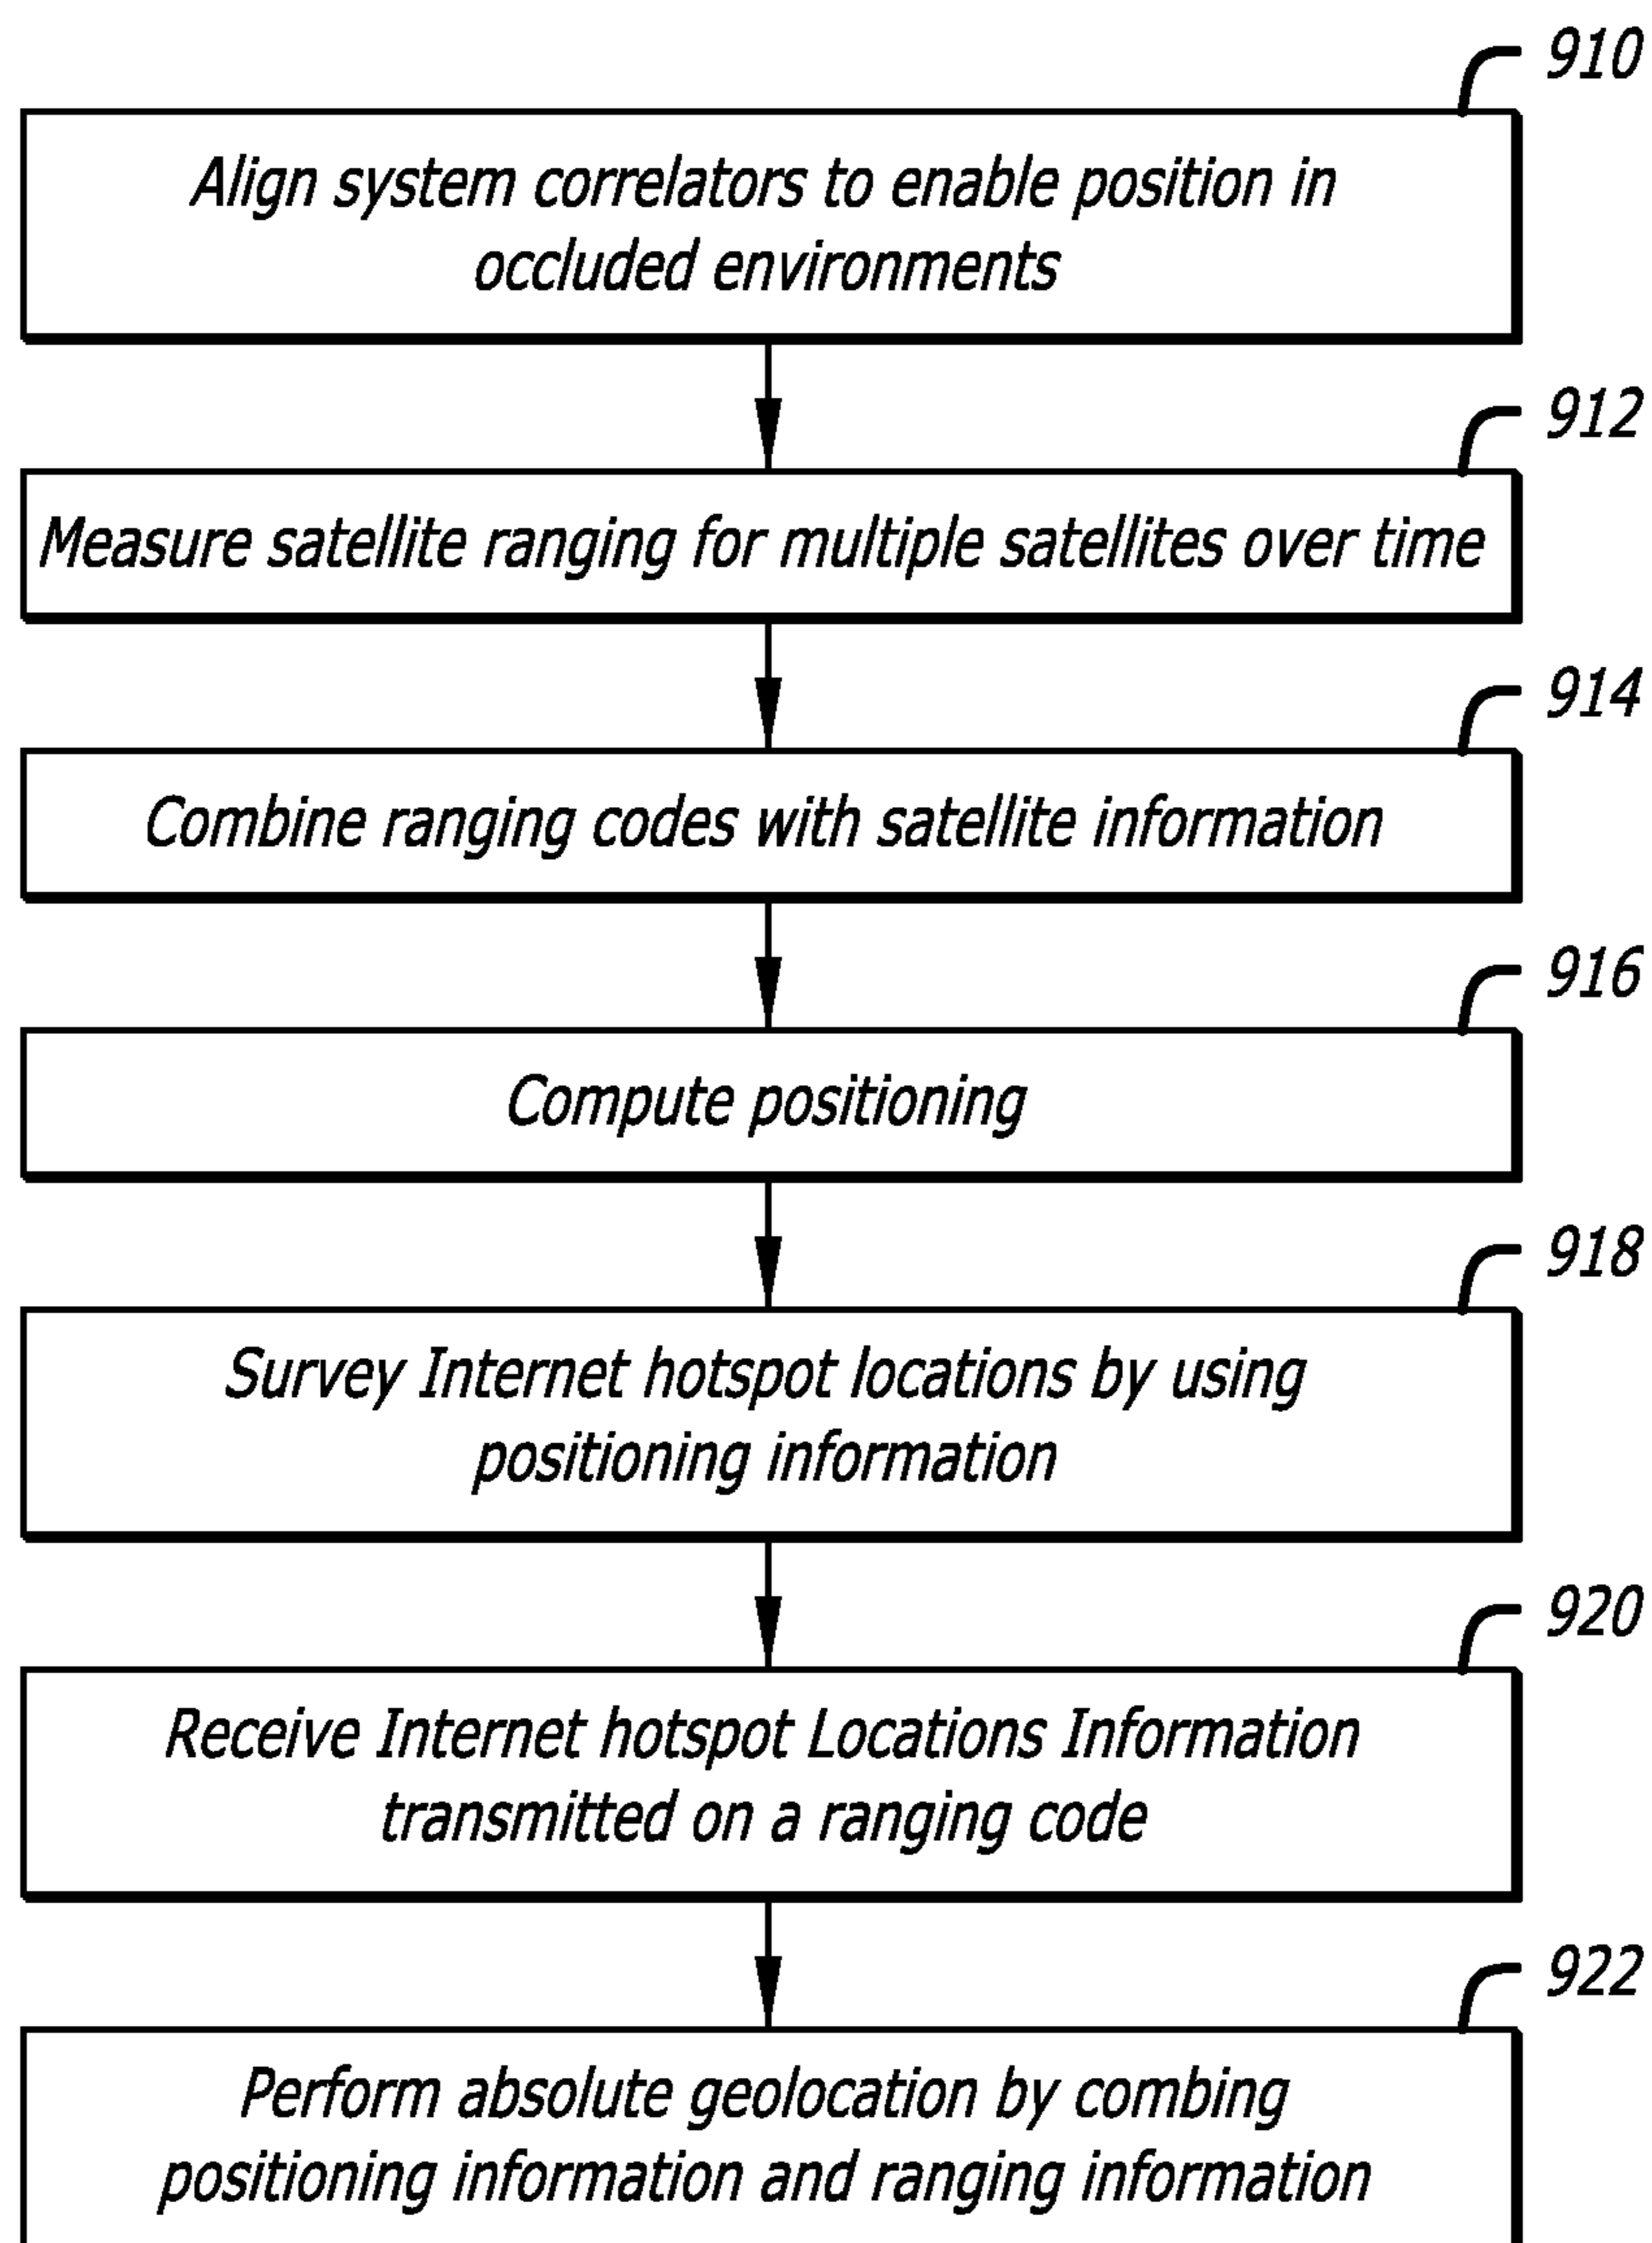 910
Align system correlators to enable position in
occluded environments
912
Measure satellite ranging for multiple satellites over time
914
Combine ranging codes with satellite information
916
Compute positioning
918
Survey Internet hotspot locations by using
positioning information
920
Receive Internet hotspot Locations Information
transmitted on a ranging code
922
Perform absolute geolocation by combing
positioning information and ranging information